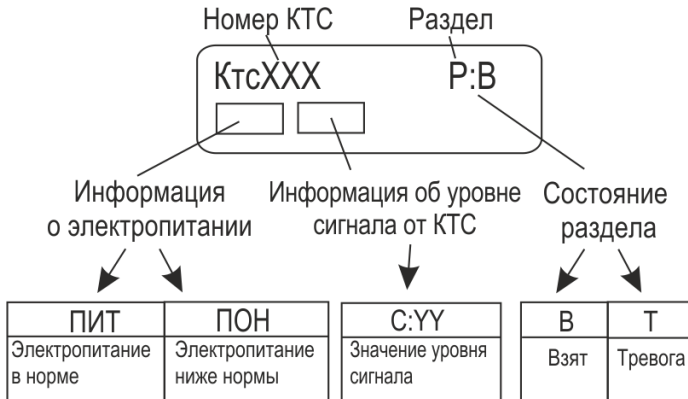 Номер КТС Раздел
КтсXXX Р:В
Информация о электропитании
Информация об уровне сигнала от КТС
Состояние раздела
ПИТ ПОН С:YY В Т
Электропитание в норме
Электропитание ниже нормы
Значение уровня сигнала
Взят
Тревога